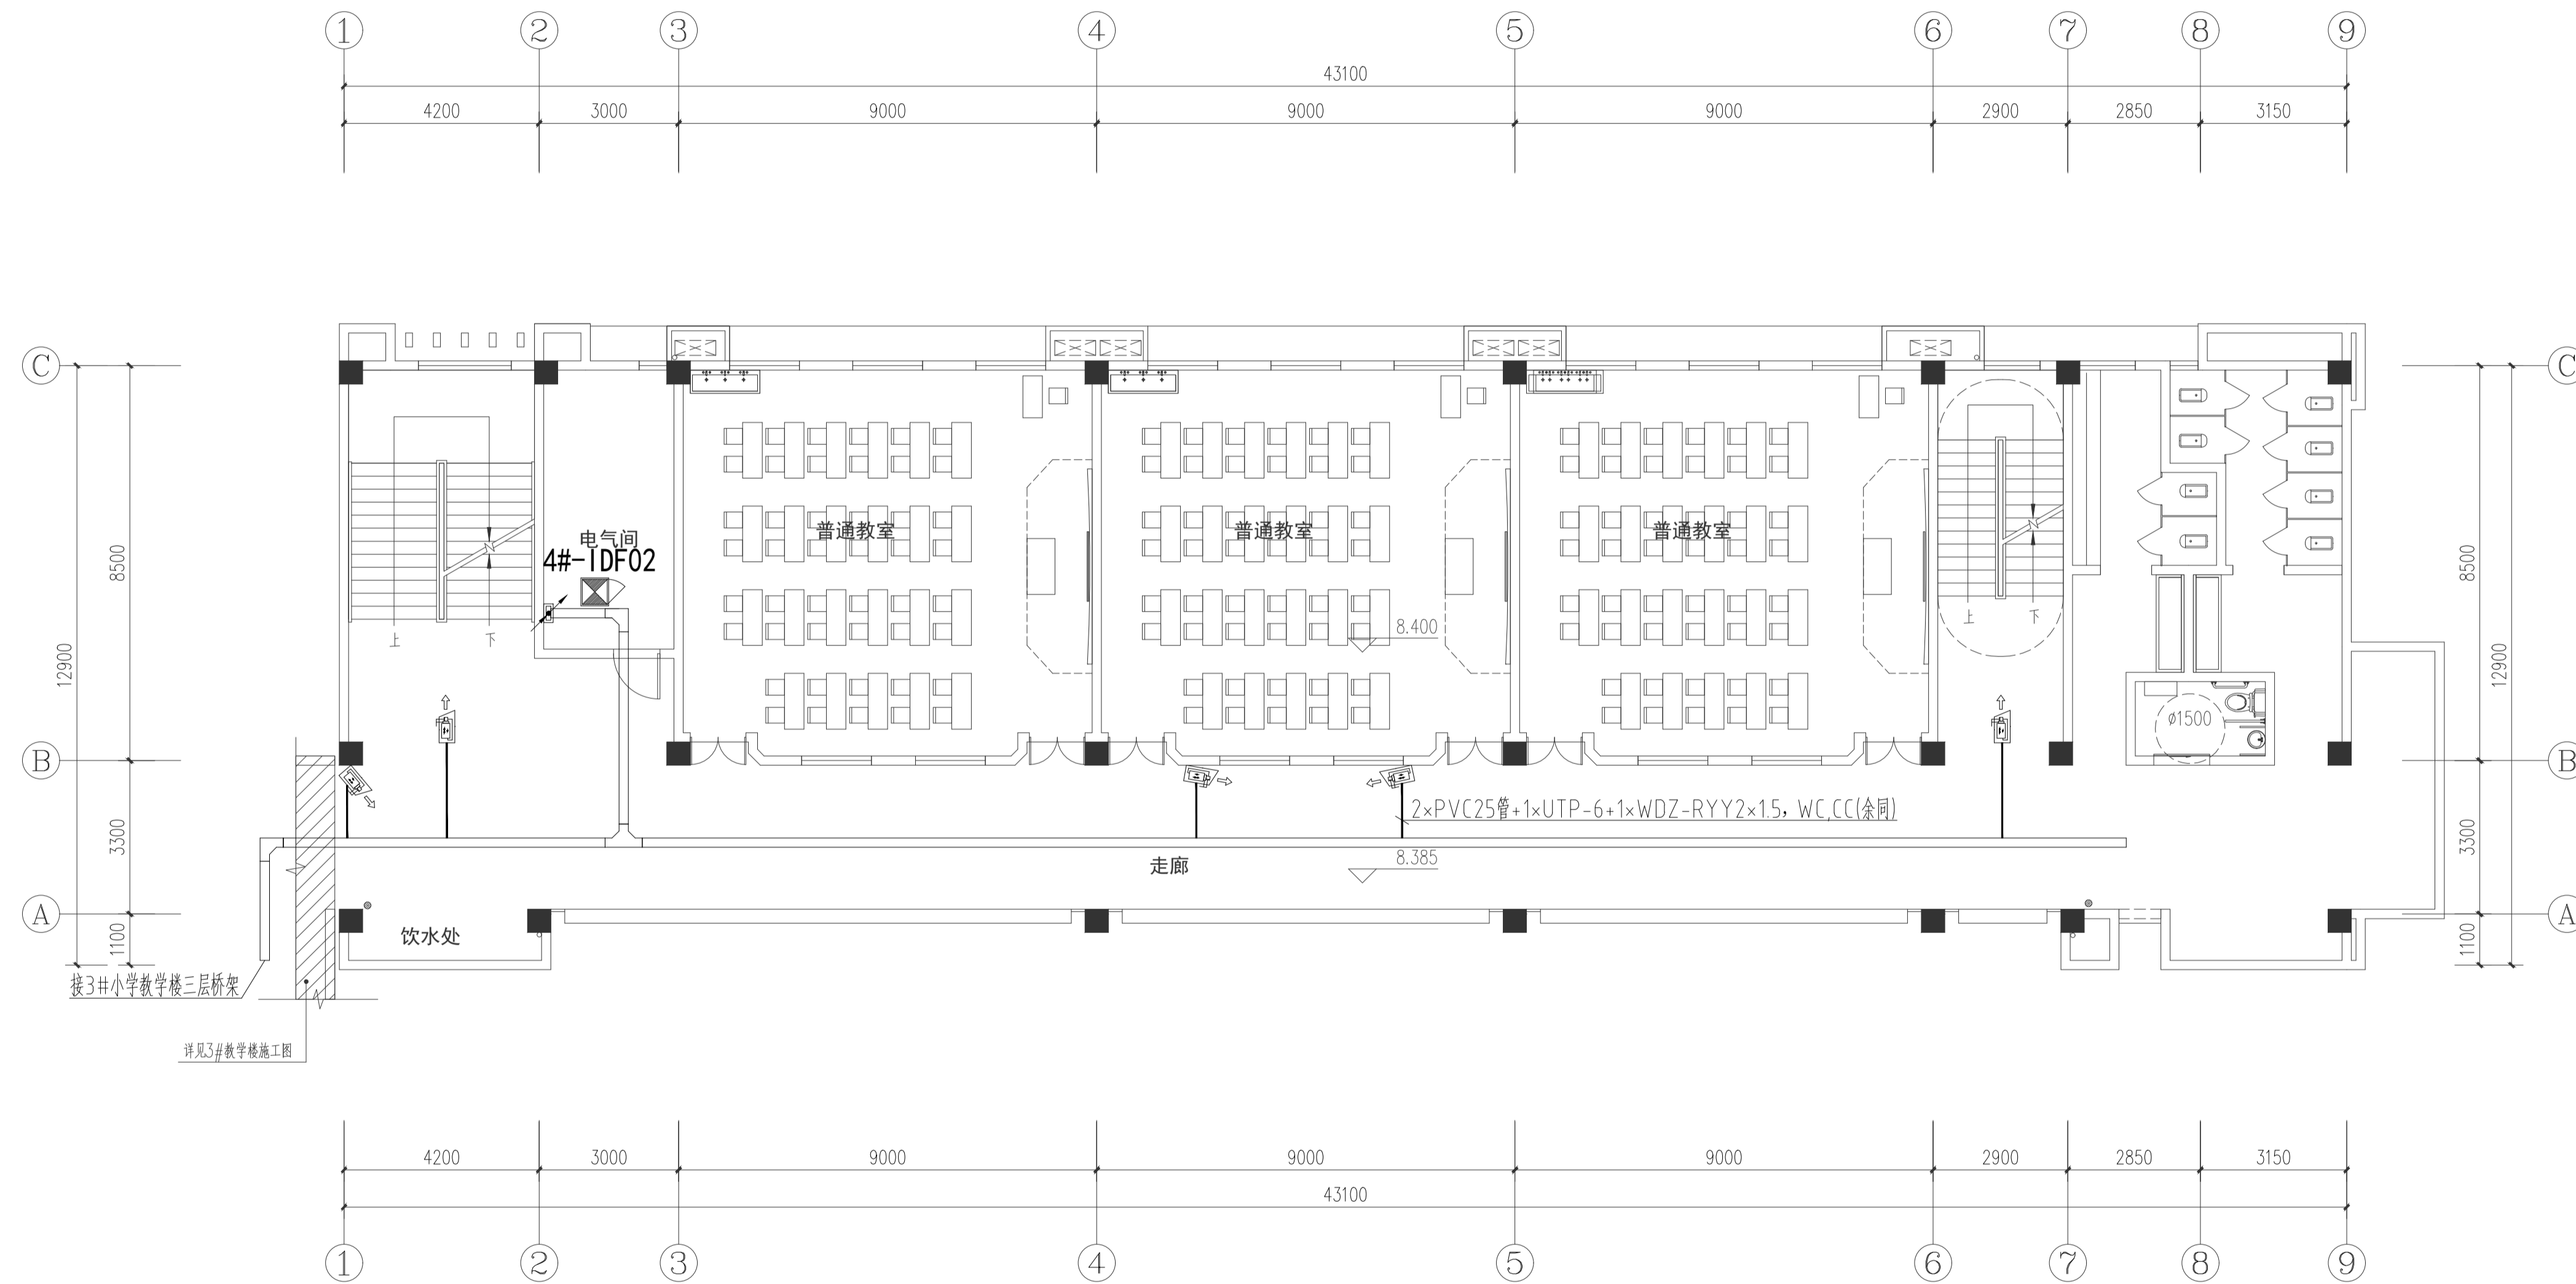 1 2 3 4 5 6 7 8 9
43100
4200 3000 9000 9000 9000 2900 2850 3150
C C
8500 8500
12900 12900
普通教室 普通教室 普通教室
电气间
4#-IDF02
上 下
上 下
8.400
ø1500
B B
2×PVC25管+1×UTP-6+1×WDZ-RYY2×1.5，WC,CC(余同)
3300 3300
走廊
8.385
A A
饮水处
1100 1100
接3#小学教学楼三层桥架
详见3#教学楼施工图
4200 3000 9000 9000 9000 2900 2850 3150
43100
1 2 3 4 5 6 7 8 9